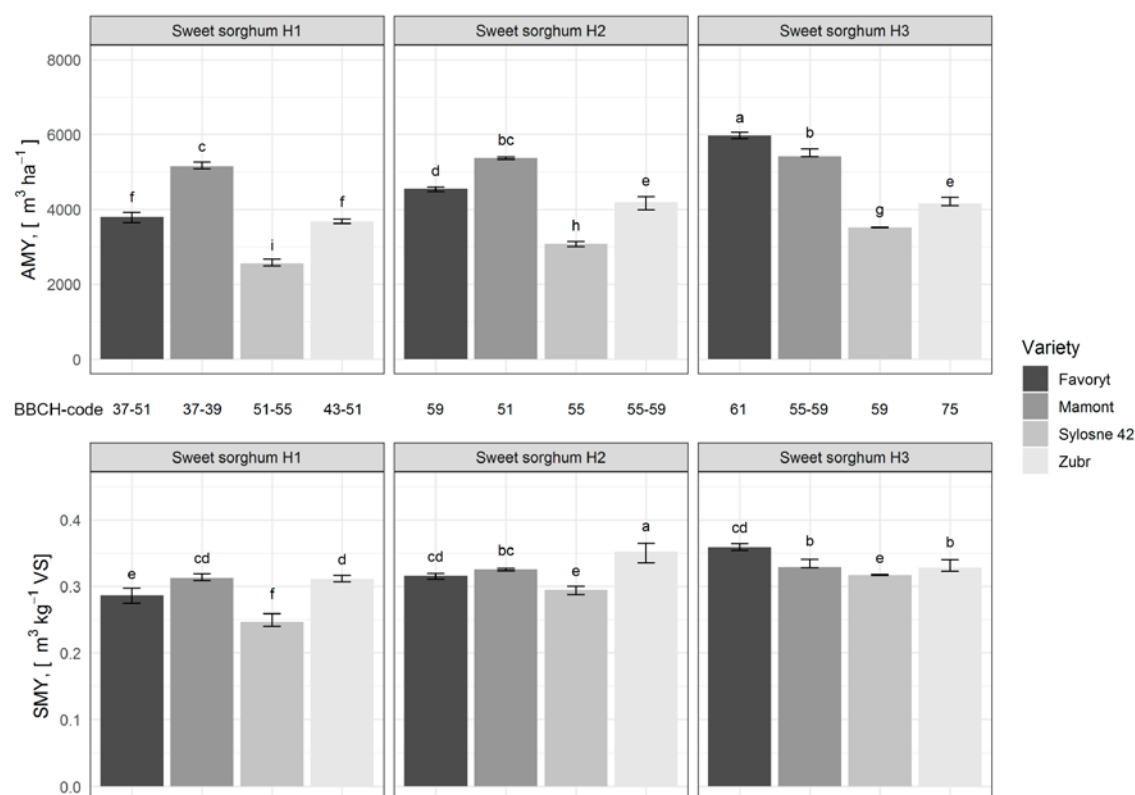 Sweet sorghum H1 Sweet sorghum H2 Sweet sorghum H3
AMY, [ m³ ha⁻¹ ]
8000
6000
4000
2000
0
f c i f
d bc h e
a b g e
BBCH-code 37-51 37-39 51-55 43-51 59 51 55 55-59 61 55-59 59 75
Sweet sorghum H1 Sweet sorghum H2 Sweet sorghum H3
SMY, [ m³ kg⁻¹ VS]
0.4
0.3
0.2
0.1
0.0
e cd f d
cd bc e a
cd b e b
Variety
Favoryt
Mamont
Sylosne 42
Zubr